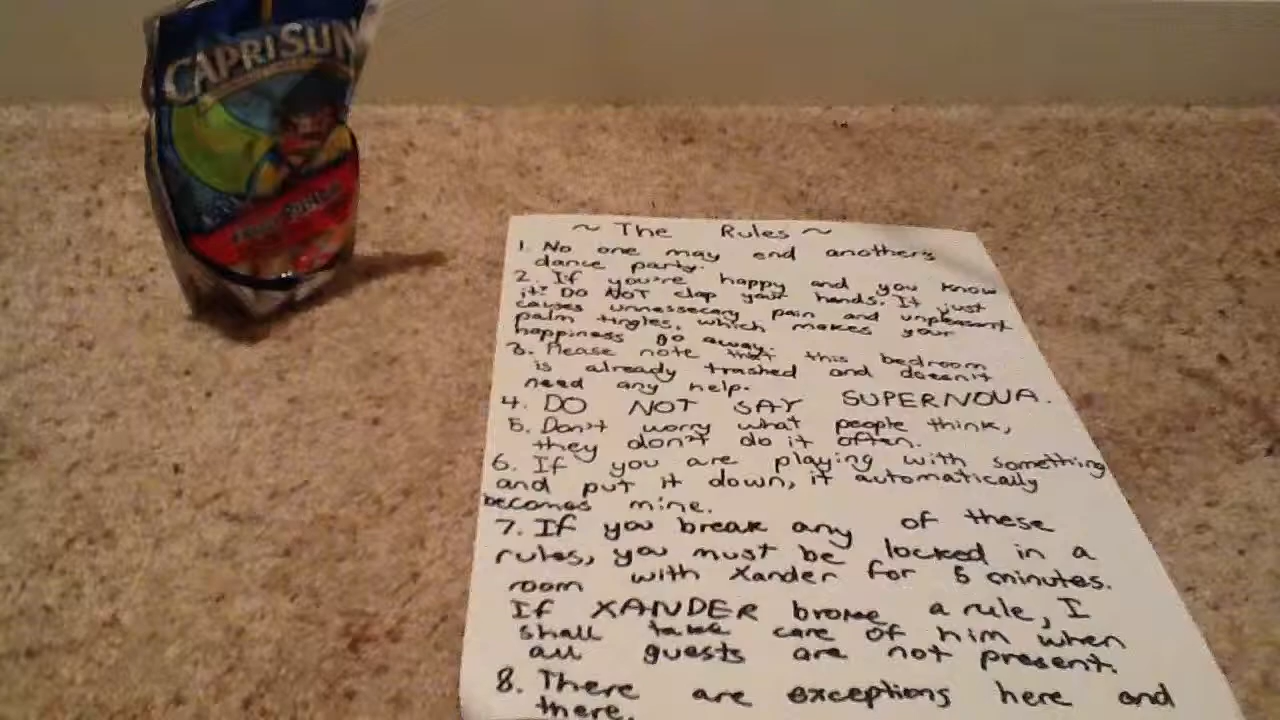 CAPRI SUN
~ The Rules ~
1. No one may end anothers
dance party.
2. If you're happy and you know
it? DO NOT clap your hands. It just
causes unnessecary pain and unpleasant
palm tingles, which makes your
happiness go away.
3. Please note that this bedroom
is already trashed and doesn't
need any help.
4. DO NOT SAY SUPERNOVA.
5. Don't worry what people think,
they don't do it often.
6. If you are playing with something
and put it down, it automatically
becomes mine.
7. If you break any of these
rules, you must be locked in a
room with Xander for 5 minutes.
If XANDER broke a rule, I
shall take care of him when
all guests are not present.
8. There are exceptions here and
there.